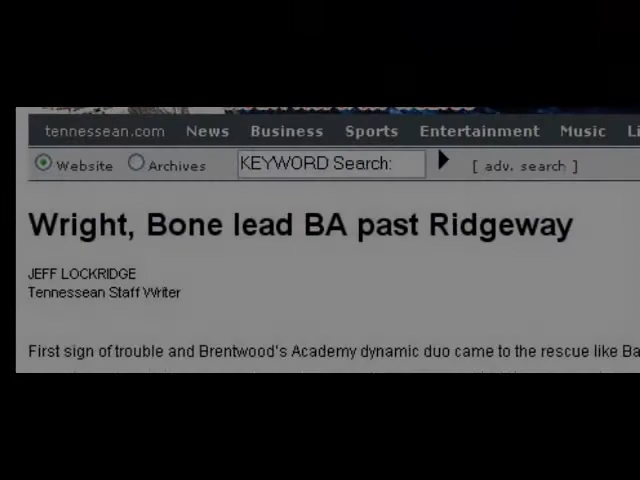 tennessean.com News Business Sports Entertainment Music
Website Archives KEYWORD Search: [ adv. search ]
Wright, Bone lead BA past Ridgeway
JEFF LOCKRIDGE
Tennessean Staff Writer
First sign of trouble and Brentwood's Academy dynamic duo came to the rescue like